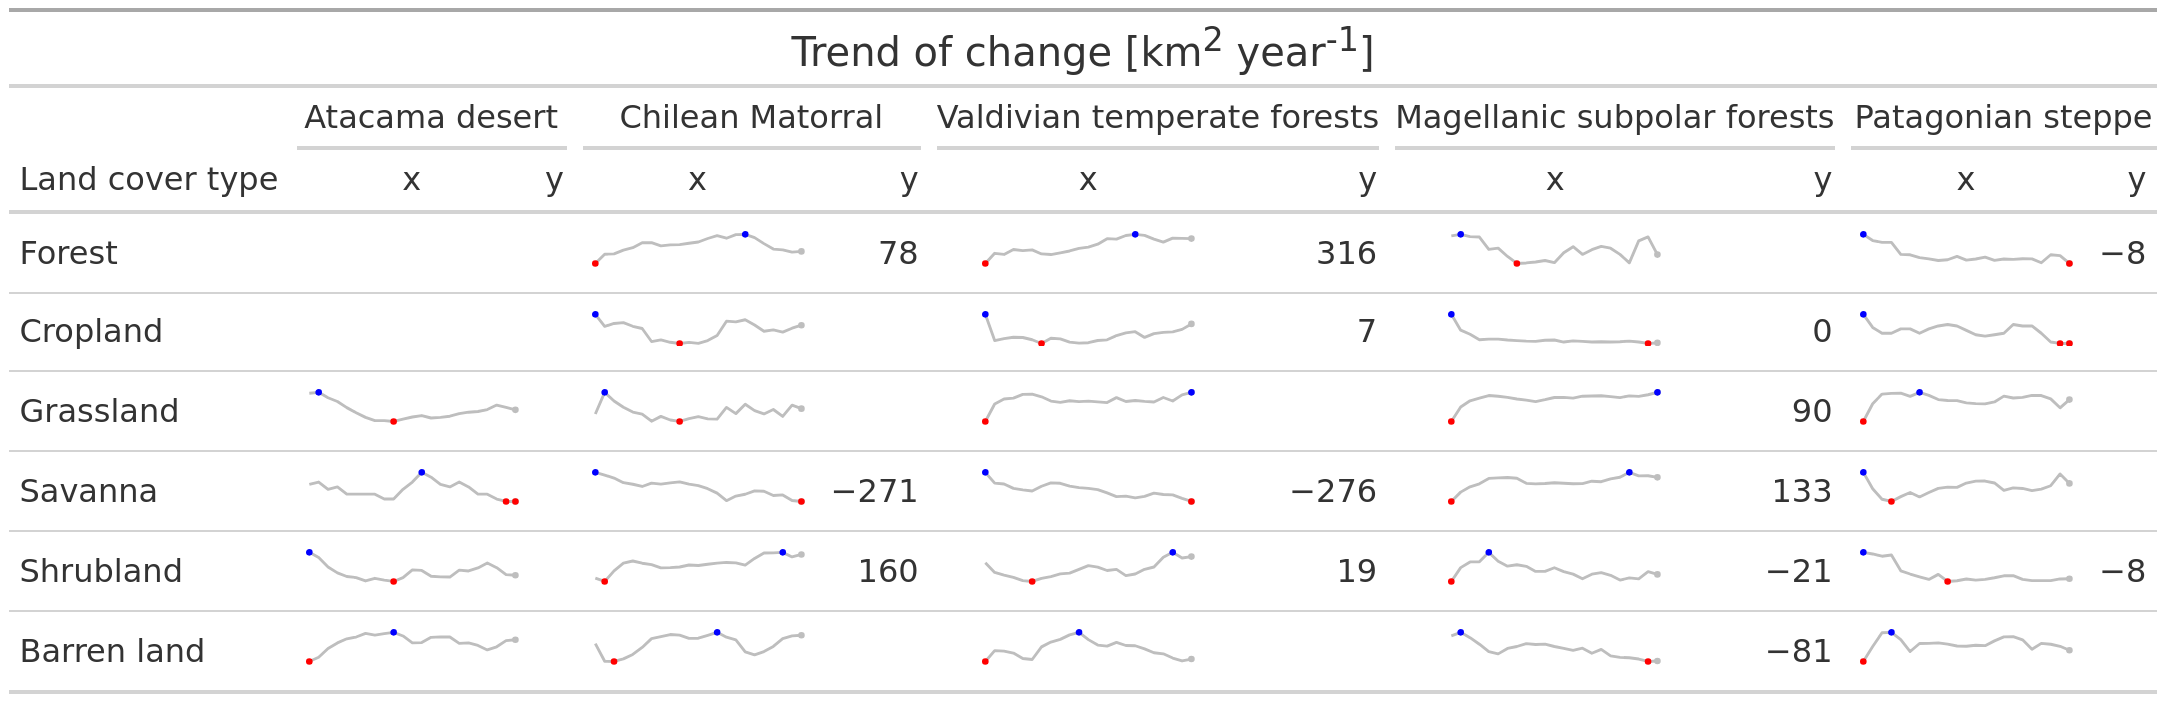 Trend of change [km² year⁻¹]
Atacama desert Chilean Matorral Valdivian temperate forests Magellanic subpolar forests Patagonian steppe
Land cover type x y x y x y x y x y
Forest 78 316 −8
Cropland 7 0
Grassland 90
Savanna −271 −276 133
Shrubland 160 19 −21 −8
Barren land −81